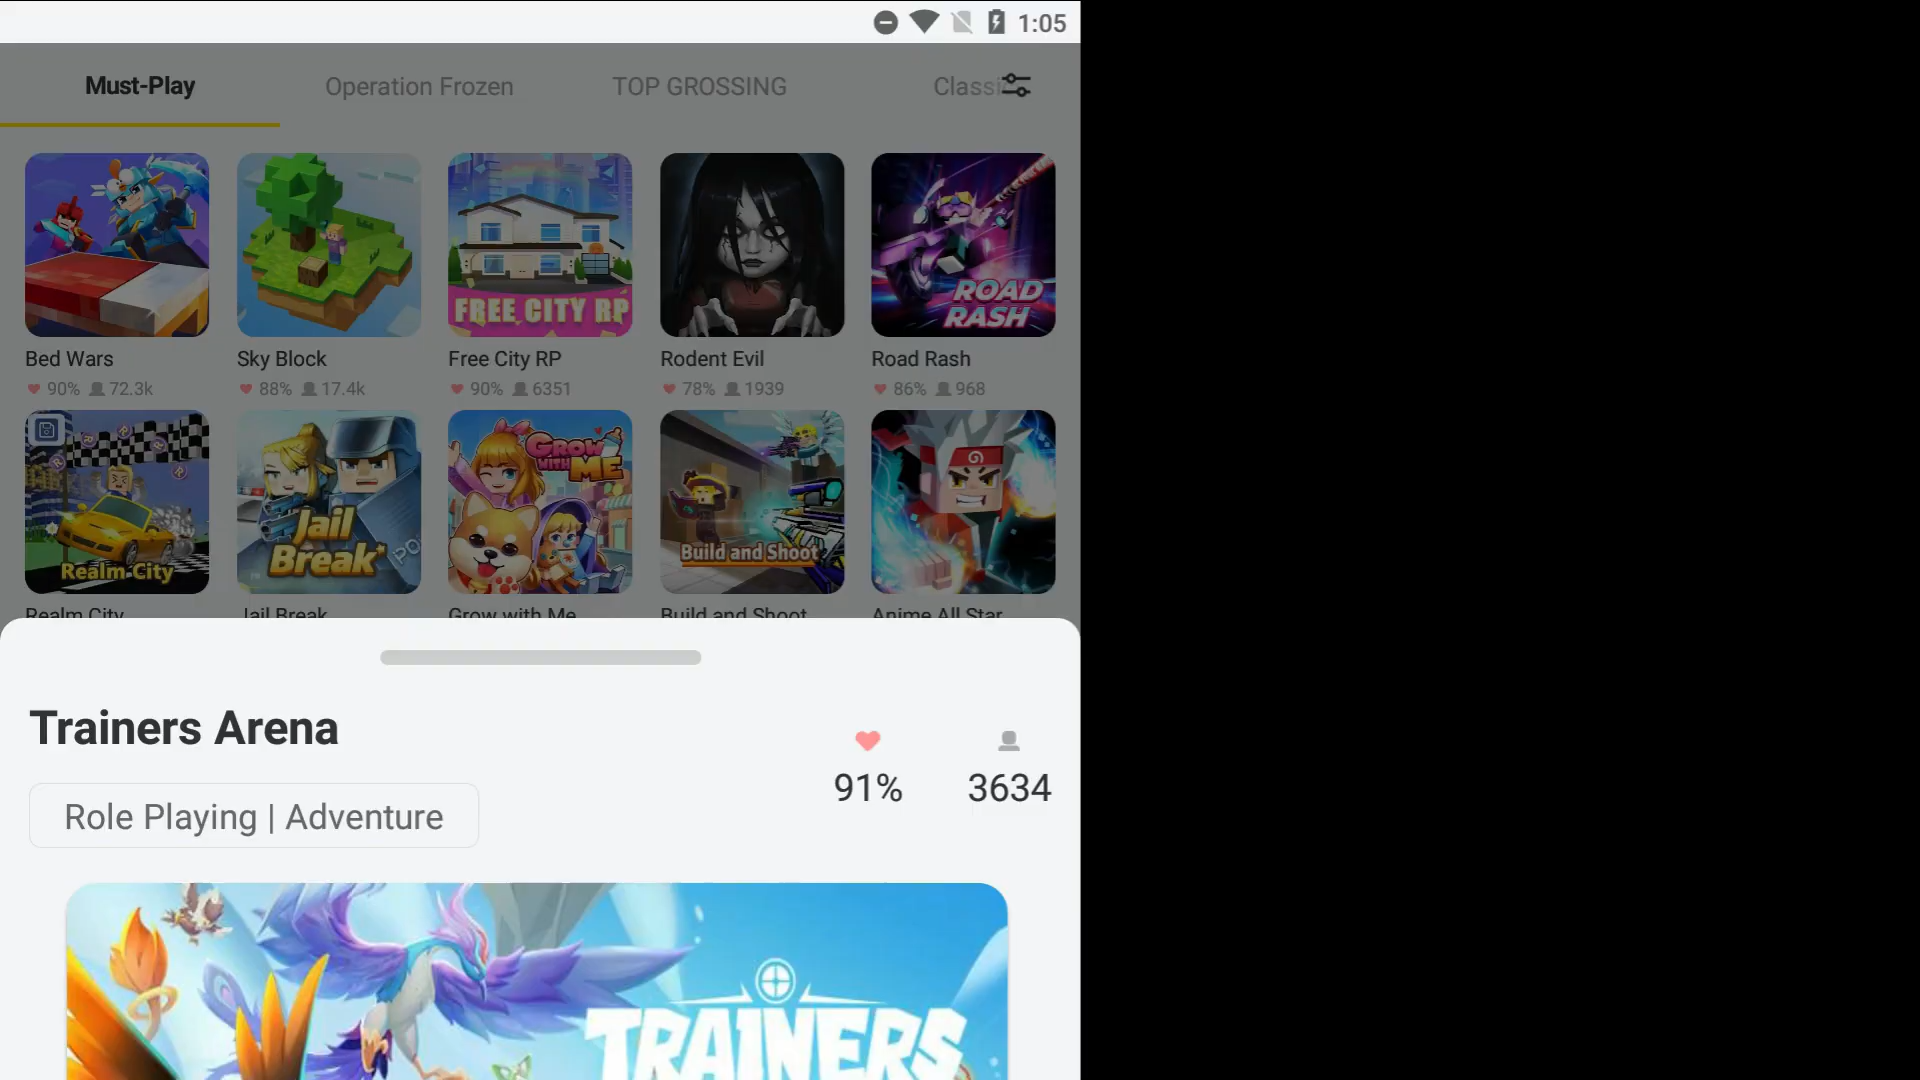 1:05
Must-Play
Operation Frozen
TOP GROSSING
Classi
FREE CITY RP
ROAD
RASH
Bed Wars
Sky Block
Free City RP
Rodent Evil
Road Rash
90% 72.3k
88% 17.4k
90% 6351
78% 1939
86% 968
Realm City
Jail
Break
PO
GROW
WITH ME
Build and Shoot
Realm City
Jail Break
Grow with Me
Build and Shoot
Anime All Star
Trainers Arena
91%
3634
Role Playing | Adventure
TRAINERS